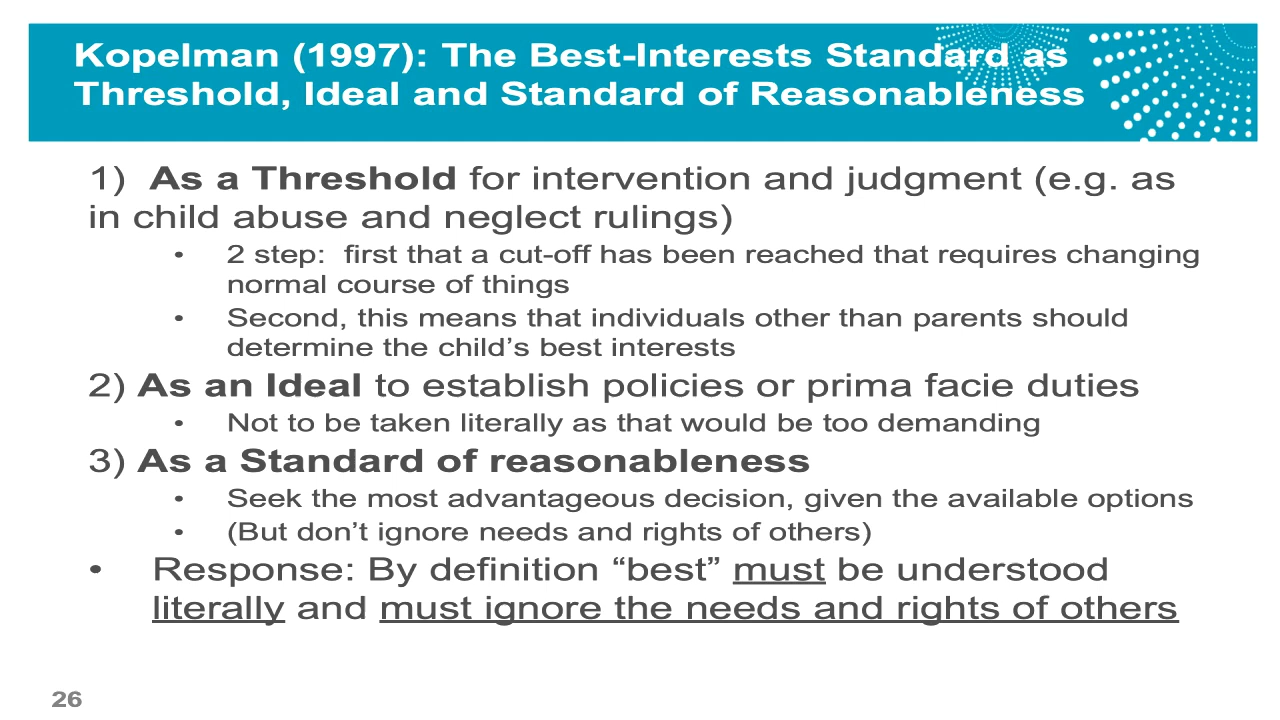 Kopelman (1997): The Best-Interests Standard as
Threshold, Ideal and Standard of Reasonableness
1) As a Threshold for intervention and judgment (e.g. as
in child abuse and neglect rulings)
• 2 step: first that a cut-off has been reached that requires changing
normal course of things
• Second, this means that individuals other than parents should
determine the child’s best interests
2) As an Ideal to establish policies or prima facie duties
• Not to be taken literally as that would be too demanding
3) As a Standard of reasonableness
• Seek the most advantageous decision, given the available options
• (But don’t ignore needs and rights of others)
• Response: By definition “best” must be understood
literally and must ignore the needs and rights of others
26